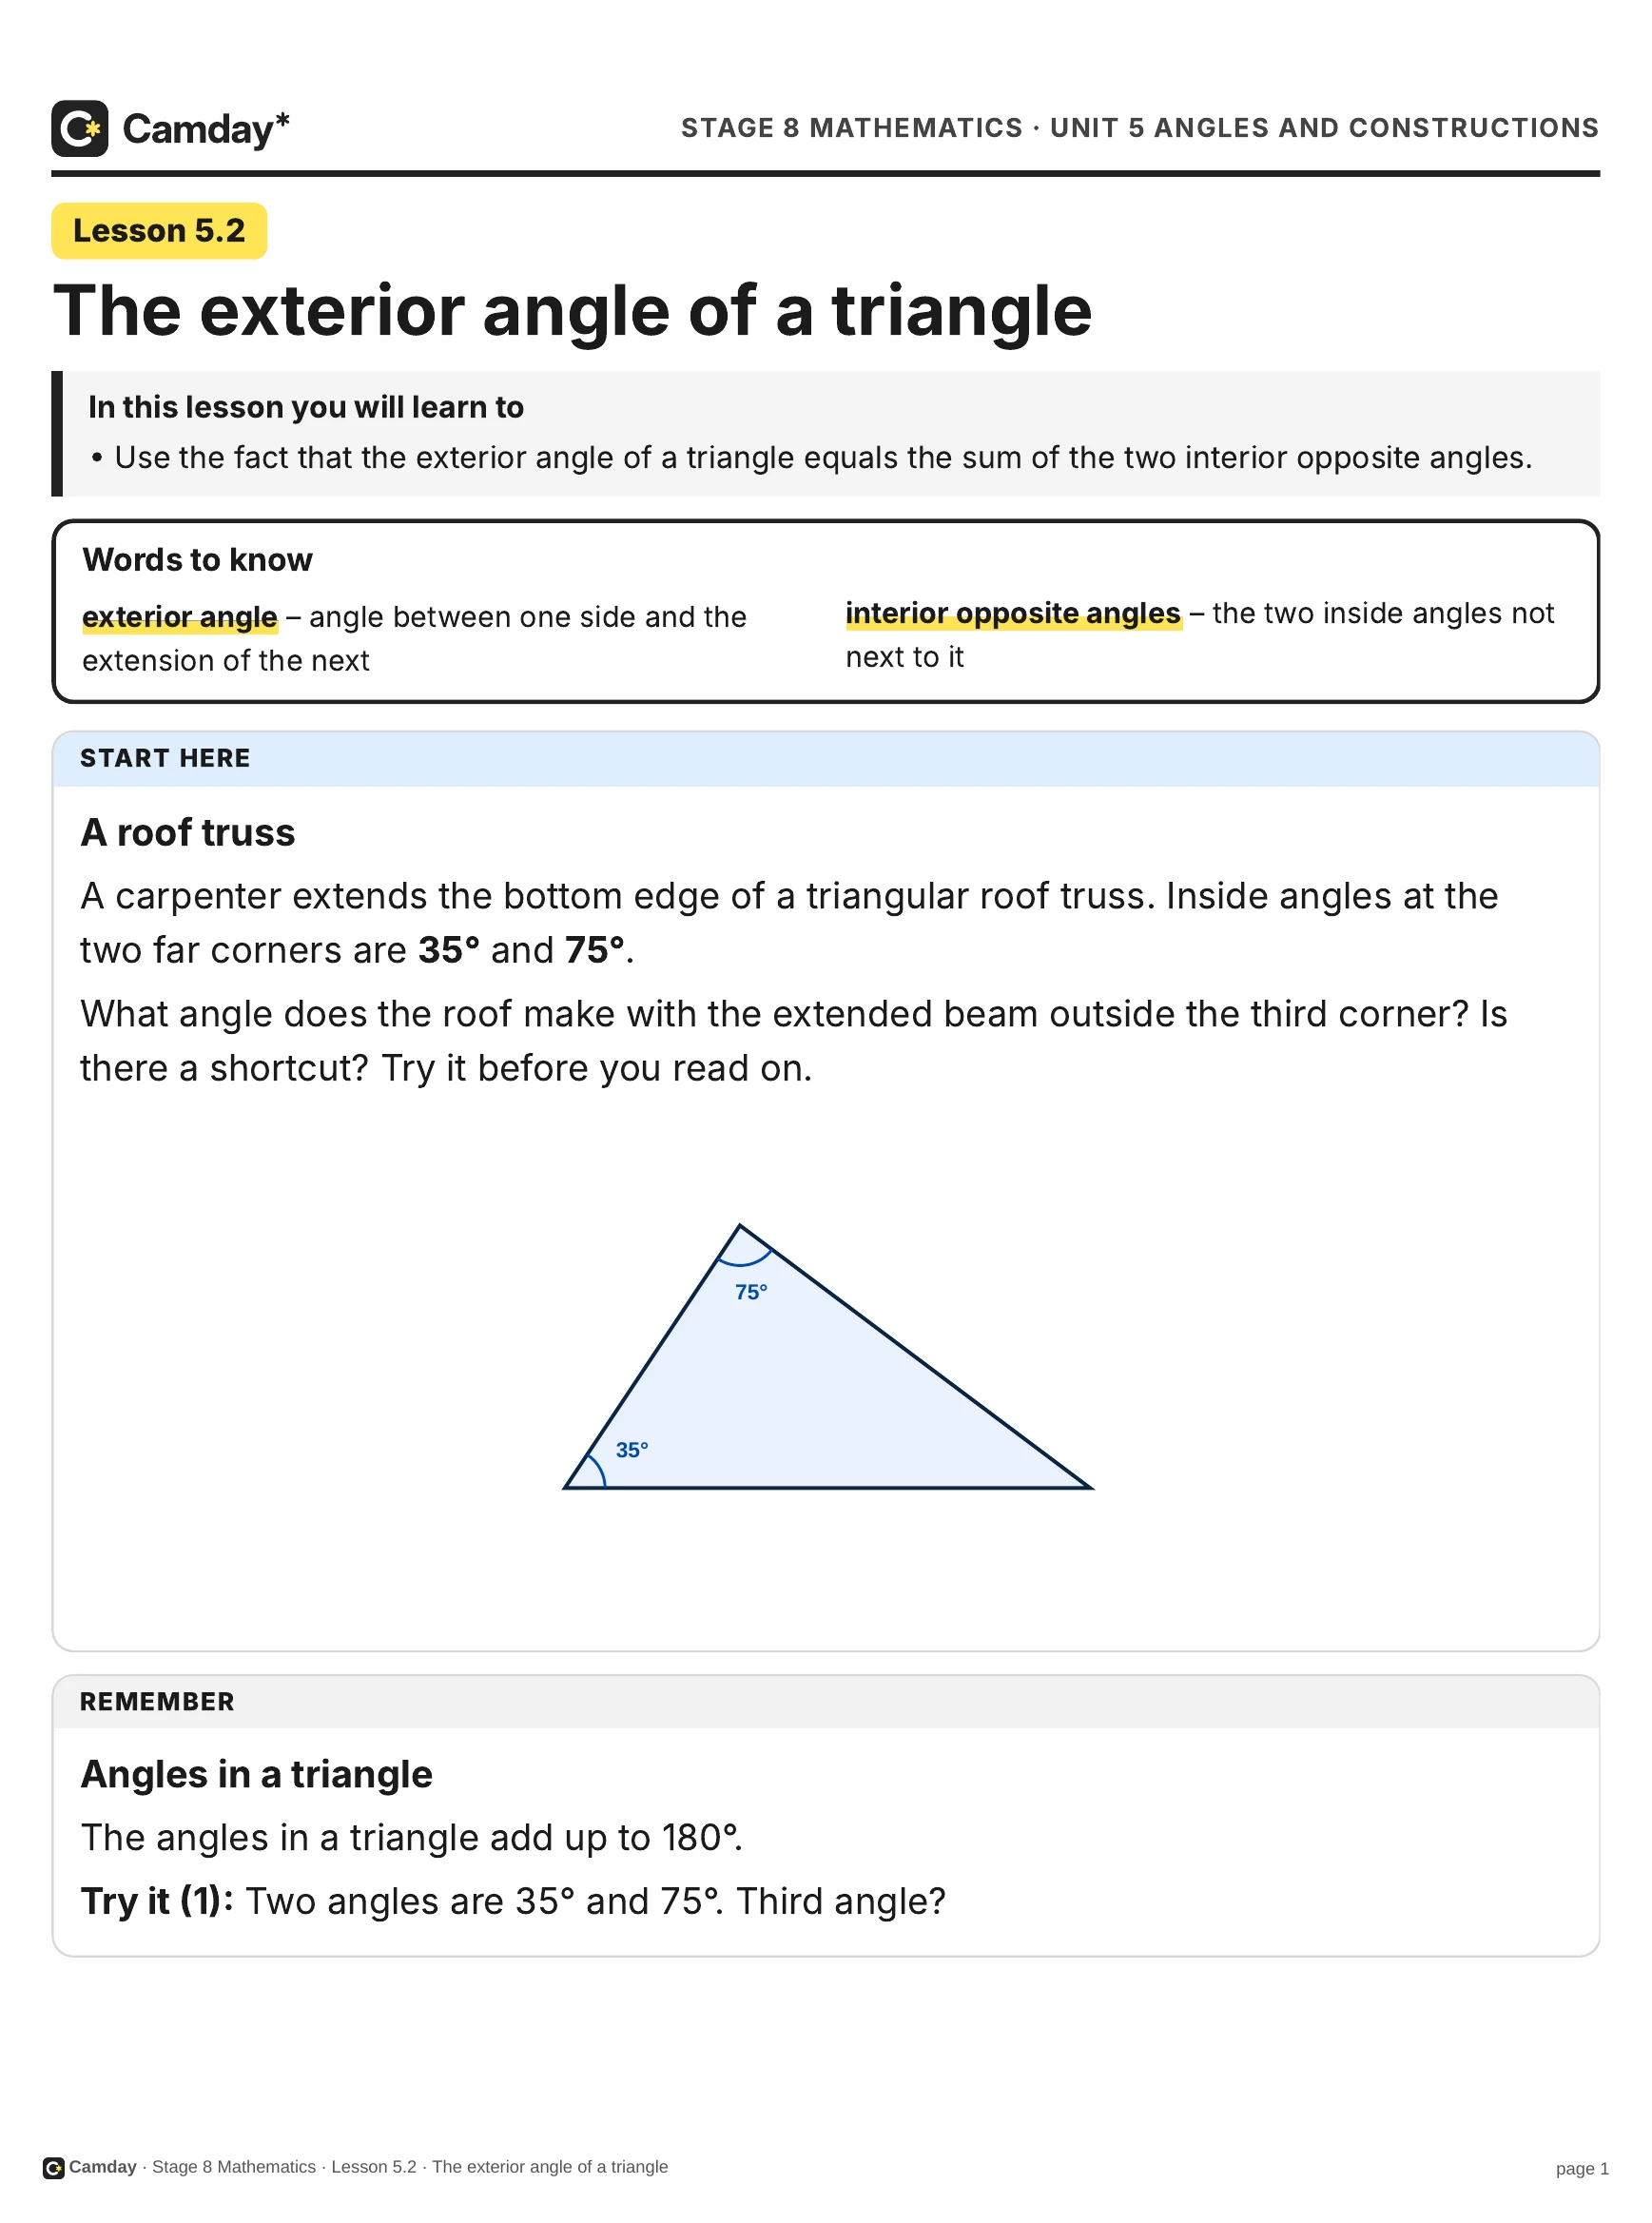 Camday*
STAGE 8 MATHEMATICS · UNIT 5 ANGLES AND CONSTRUCTIONS
Lesson 5.2
The exterior angle of a triangle
In this lesson you will learn to
• Use the fact that the exterior angle of a triangle equals the sum of the two interior opposite angles.
Words to know
exterior angle – angle between one side and the
extension of the next
interior opposite angles – the two inside angles not
next to it
START HERE
A roof truss
A carpenter extends the bottom edge of a triangular roof truss. Inside angles at the
two far corners are 35° and 75°.
What angle does the roof make with the extended beam outside the third corner? Is
there a shortcut? Try it before you read on.
75°
35°
REMEMBER
Angles in a triangle
The angles in a triangle add up to 180°.
Try it (1): Two angles are 35° and 75°. Third angle?
Camday · Stage 8 Mathematics · Lesson 5.2 · The exterior angle of a triangle
page 1